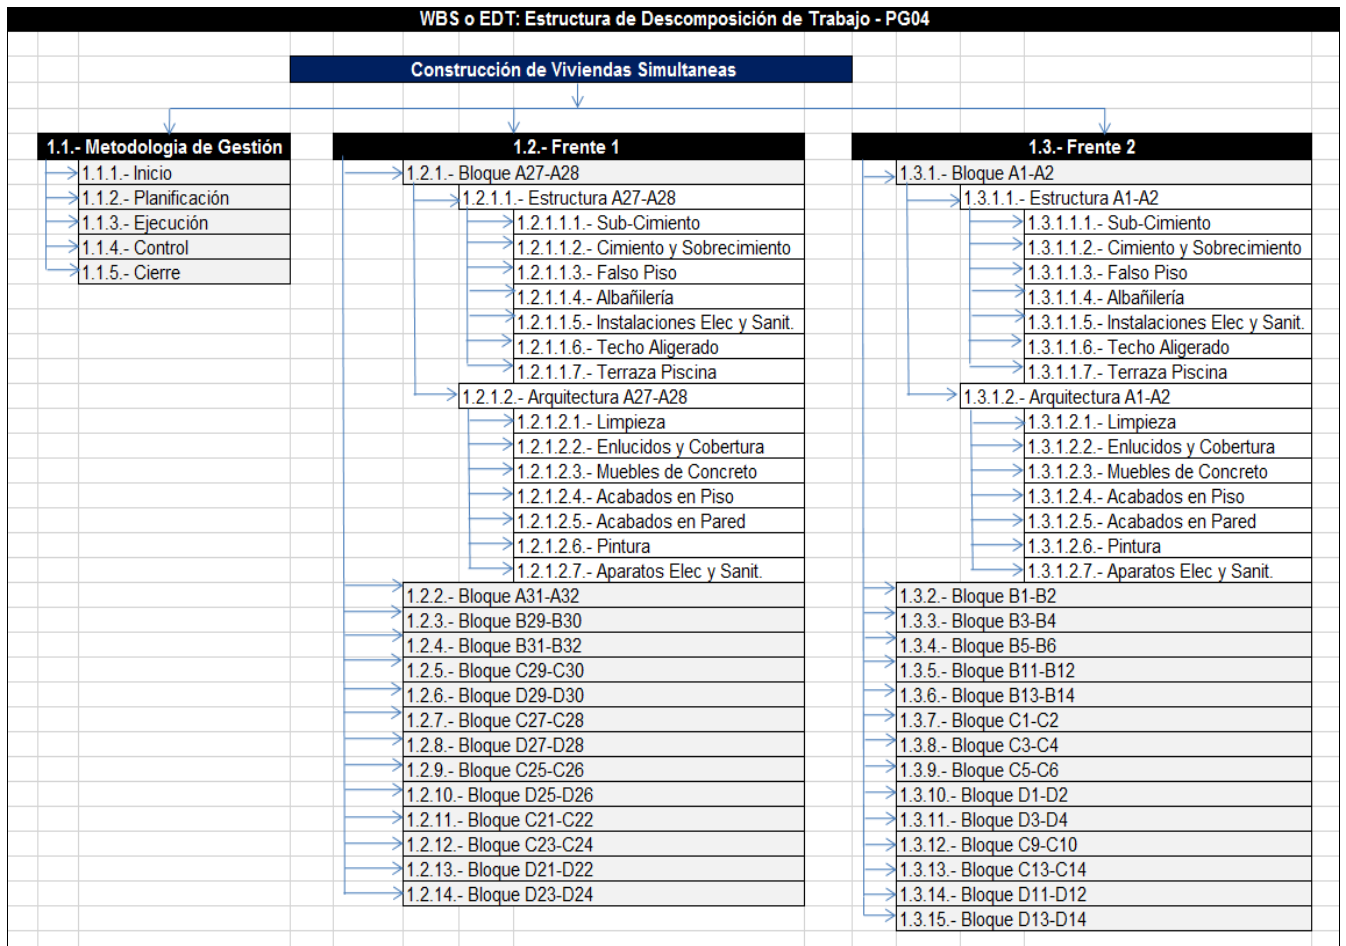 WBS o EDT: Estructura de Descomposición de Trabajo - PG04
Construcción de Viviendas Simultaneas
1.1.- Metodologia de Gestión
1.1.1.- Inicio
1.1.2.- Planificación
1.1.3.- Ejecución
1.1.4.- Control
1.1.5.- Cierre
1.2.- Frente 1
1.2.1.- Bloque A27-A28
1.2.1.1.- Estructura A27-A28
1.2.1.1.1.- Sub-Cimiento
1.2.1.1.2.- Cimiento y Sobrecimiento
1.2.1.1.3.- Falso Piso
1.2.1.1.4.- Albañilería
1.2.1.1.5.- Instalaciones Elec y Sanit.
1.2.1.1.6.- Techo Aligerado
1.2.1.1.7.- Terraza Piscina
1.2.1.2.- Arquitectura A27-A28
1.2.1.2.1.- Limpieza
1.2.1.2.2.- Enlucidos y Cobertura
1.2.1.2.3.- Muebles de Concreto
1.2.1.2.4.- Acabados en Piso
1.2.1.2.5.- Acabados en Pared
1.2.1.2.6.- Pintura
1.2.1.2.7.- Aparatos Elec y Sanit.
1.2.2.- Bloque A31-A32
1.2.3.- Bloque B29-B30
1.2.4.- Bloque B31-B32
1.2.5.- Bloque C29-C30
1.2.6.- Bloque D29-D30
1.2.7.- Bloque C27-C28
1.2.8.- Bloque D27-D28
1.2.9.- Bloque C25-C26
1.2.10.- Bloque D25-D26
1.2.11.- Bloque C21-C22
1.2.12.- Bloque C23-C24
1.2.13.- Bloque D21-D22
1.2.14.- Bloque D23-D24
1.3.- Frente 2
1.3.1.- Bloque A1-A2
1.3.1.1.- Estructura A1-A2
1.3.1.1.1.- Sub-Cimiento
1.3.1.1.2.- Cimiento y Sobrecimiento
1.3.1.1.3.- Falso Piso
1.3.1.1.4.- Albañilería
1.3.1.1.5.- Instalaciones Elec y Sanit.
1.3.1.1.6.- Techo Aligerado
1.3.1.1.7.- Terraza Piscina
1.3.1.2.- Arquitectura A1-A2
1.3.1.2.1.- Limpieza
1.3.1.2.2.- Enlucidos y Cobertura
1.3.1.2.3.- Muebles de Concreto
1.3.1.2.4.- Acabados en Piso
1.3.1.2.5.- Acabados en Pared
1.3.1.2.6.- Pintura
1.3.1.2.7.- Aparatos Elec y Sanit.
1.3.2.- Bloque B1-B2
1.3.3.- Bloque B3-B4
1.3.4.- Bloque B5-B6
1.3.5.- Bloque B11-B12
1.3.6.- Bloque B13-B14
1.3.7.- Bloque C1-C2
1.3.8.- Bloque C3-C4
1.3.9.- Bloque C5-C6
1.3.10.- Bloque D1-D2
1.3.11.- Bloque D3-D4
1.3.12.- Bloque C9-C10
1.3.13.- Bloque C13-C14
1.3.14.- Bloque D11-D12
1.3.15.- Bloque D13-D14